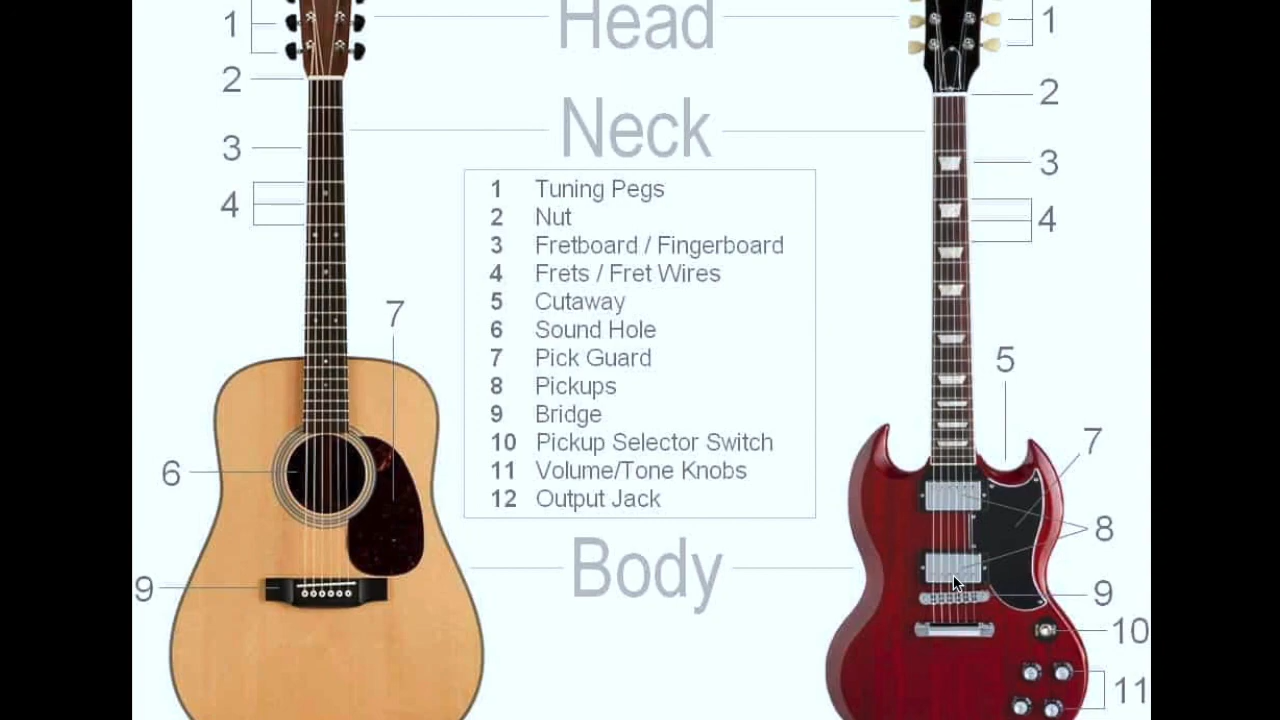 Head
1
1
2
2
Neck
3
3
4
4
1 Tuning Pegs
2 Nut
3 Fretboard / Fingerboard
4 Frets / Fret Wires
5 Cutaway
6 Sound Hole
7 Pick Guard
8 Pickups
9 Bridge
10 Pickup Selector Switch
11 Volume/Tone Knobs
12 Output Jack
7
5
7
6
8
Body
9
9
10
11